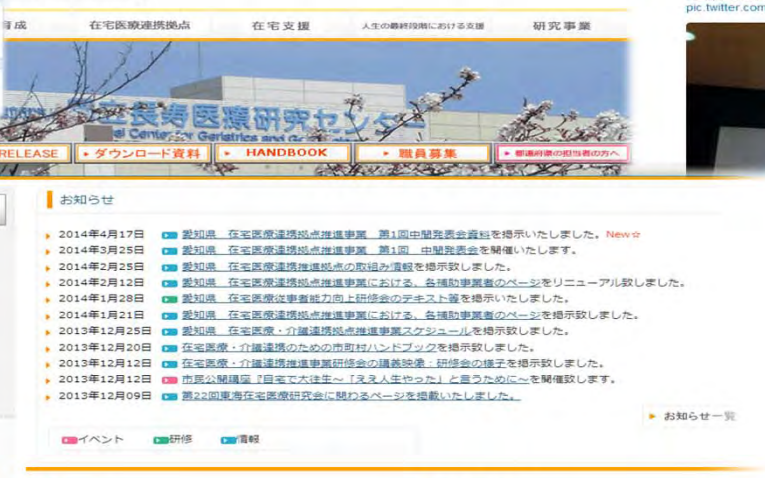 pic.twitter.com
育成 在宅医療連携拠点 在宅支援 人生の最終段階における支援 研究事業
国立長寿医療研究センター
Center for Geriatrics and
RELEASE ダウンロード資料 HANDBOOK 職員募集 都道府県の担当者の方へ
お知らせ
2014年4月17日 愛知県 在宅医療連携拠点推進事業 第1回中間発表会資料を掲示いたしました。New☆
2014年3月25日 愛知県 在宅医療連携拠点推進事業 第1回 中間発表会を開催いたします。
2014年2月25日 在宅医療連携推進拠点の取組み情報を掲示致しました。
2014年2月12日 愛知県 在宅医療連携拠点推進事業における、各補助事業者のページをリニューアル致しました。
2014年1月28日 愛知県 在宅医療従事者能力向上研修会のテキスト等を掲示いたしました。
2014年1月21日 愛知県 在宅医療連携拠点推進事業における、各補助事業者のページを掲示致しました。
2013年12月25日 愛知県 在宅医療・介護連携拠点推進事業スケジュールを掲示致しました。
2013年12月20日 在宅医療・介護連携のための市町村ハンドブックを掲示致しました。
2013年12月12日 在宅医療・介護連携推進事業研修会の講義映像：研修会の様子を掲示致しました。
2013年12月12日 市民公開講座『自宅で大往生～「ええ人生やった」と言うために～を開催致します。
2013年12月09日 第22回東海在宅医療研究会に関わるページを掲載いたしました。
お知らせ一覧
イベント 研修 情報